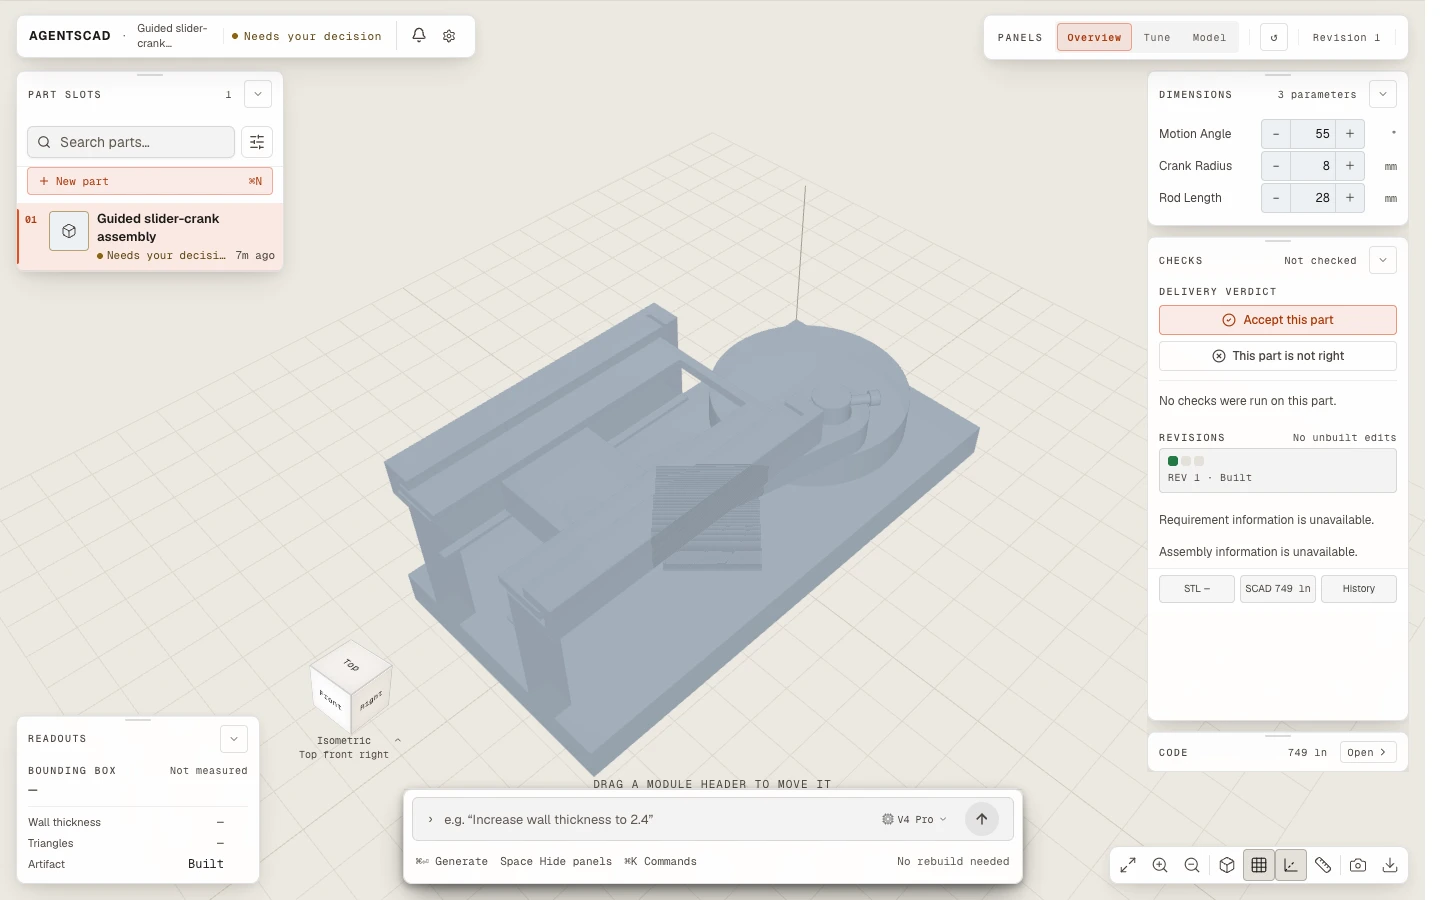 AGENTSCAD · Guided slider-crank… Needs your decision
PANELS Overview Tune Model ↺ Revision 1
PART SLOTS 1
Search parts…
+ New part ⌘N
01 Guided slider-crank assembly
Needs your decisi… 7m ago
DIMENSIONS 3 parameters
Motion Angle − 55 + °
Crank Radius − 8 + mm
Rod Length − 28 + mm
CHECKS Not checked
DELIVERY VERDICT
Accept this part
This part is not right
No checks were run on this part.
REVISIONS No unbuilt edits
REV 1 · Built
Requirement information is unavailable.
Assembly information is unavailable.
STL — SCAD 749 ln History
CODE 749 ln Open >
Top
Front Right
Isometric
Top front right
READOUTS
BOUNDING BOX Not measured
—
Wall thickness —
Triangles —
Artifact Built
DRAG A MODULE HEADER TO MOVE IT
› e.g. “Increase wall thickness to 2.4” V4 Pro
⌘⏎ Generate Space Hide panels ⌘K Commands No rebuild needed